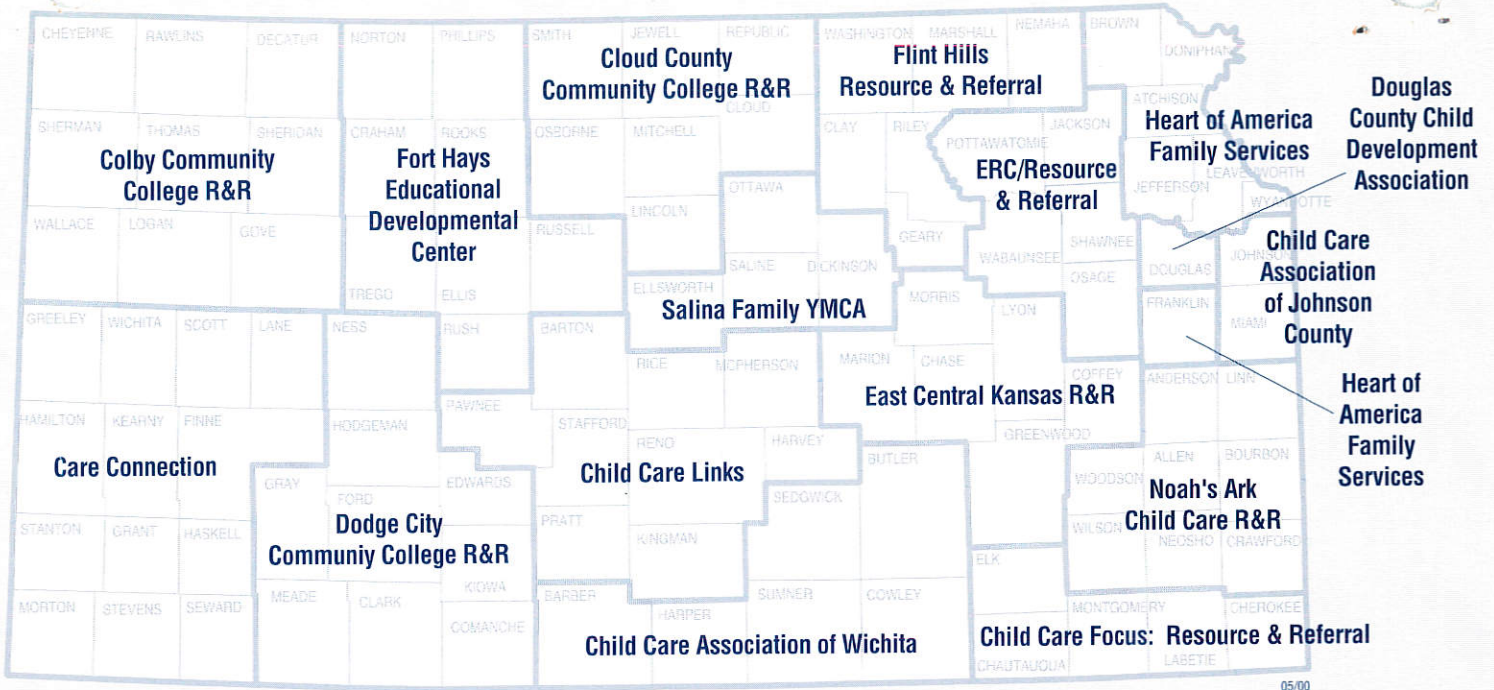 CHEYENNE
RAWLINS
DECATUR
NORTON
PHILLIPS
SMITH
JEWELL
REPUBLIC
WASHINGTON
MARSHALL
NEMAHA
BROWN
DONIPHAN
Cloud County
Community College R&R
CLOUD
Flint Hills
Resource & Referral
ATCHISON
Douglas
County Child
Development
Association
SHERMAN
THOMAS
SHERIDAN
CRAHAM
ROOKS
OSBORNE
MITCHELL
CLAY
RILEY
POTTAWATOMIE
JACKSON
Heart of America
Family Services
Colby Community
College R&R
Fort Hays
Educational
Developmental
Center
OTTAWA
ERC/Resource
& Referral
JEFFERSON
LEAVENWORTH
WYANDOTTE
WALLACE
LOGAN
GOVE
RUSSELL
LINCOLN
GEARY
WABAUNSEE
SHAWNEE
DOUGLAS
JOHNSON
Child Care
Association
of Johnson
County
TREGO
ELLIS
ELLSWORTH
SALINE
DICKINSON
MORRIS
OSAGE
FRANKLIN
MIAMI
Salina Family YMCA
GREELEY
WICHITA
SCOTT
LANE
NESS
RUSH
BARTON
RICE
MCPHERSON
MARION
CHASE
LYON
COFFEY
ANDERSON
LINN
East Central Kansas R&R
Heart of
America
Family
Services
HAMILTON
KEARNY
FINNE
HODGEMAN
PAWNEE
STAFFORD
RENO
HARVEY
BUTLER
GREENWOOD
Care Connection
GRAY
FORD
EDWARDS
Child Care Links
SEDGWICK
WOODSON
ALLEN
BOURBON
Noah's Ark
Child Care R&R
STANTON
GRANT
HASKELL
Dodge City
Communiy College R&R
PRATT
KINGMAN
ELK
WILSON
NEOSHO
CRAWFORD
MORTON
STEVENS
SEWARD
MEADE
CLARK
KIOWA
COMANCHE
BARBER
HARPER
SUMNER
COWLEY
MONTGOMERY
CHEROKEE
Child Care Association of Wichita
Child Care Focus: Resource & Referral
CHAUTAUQUA
LABETIE
05/00